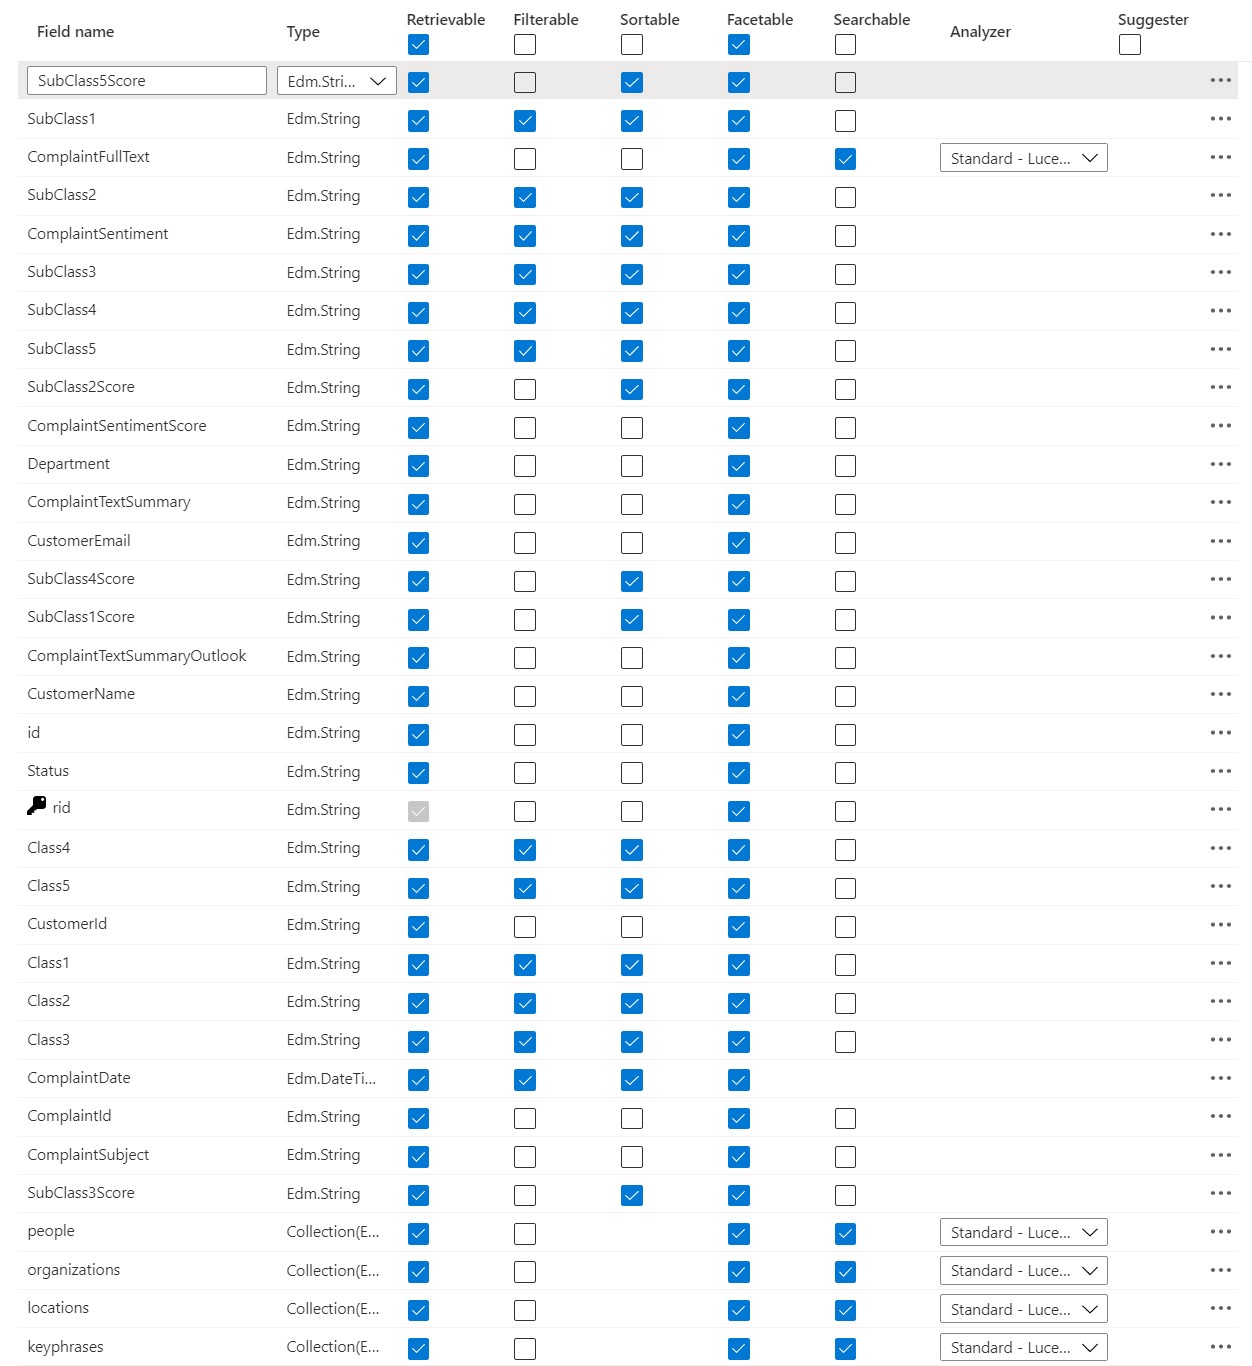 Field name Type Retrievable Filterable Sortable Facetable Searchable Analyzer Suggester
SubClass5Score Edm.Stri...
SubClass1 Edm.String
ComplaintFullText Edm.String Standard - Luce...
SubClass2 Edm.String
ComplaintSentiment Edm.String
SubClass3 Edm.String
SubClass4 Edm.String
SubClass5 Edm.String
SubClass2Score Edm.String
ComplaintSentimentScore Edm.String
Department Edm.String
ComplaintTextSummary Edm.String
CustomerEmail Edm.String
SubClass4Score Edm.String
SubClass1Score Edm.String
ComplaintTextSummaryOutlook Edm.String
CustomerName Edm.String
id Edm.String
Status Edm.String
rid Edm.String
Class4 Edm.String
Class5 Edm.String
CustomerId Edm.String
Class1 Edm.String
Class2 Edm.String
Class3 Edm.String
ComplaintDate Edm.DateTi...
ComplaintId Edm.String
ComplaintSubject Edm.String
SubClass3Score Edm.String
people Collection(E... Standard - Luce...
organizations Collection(E... Standard - Luce...
locations Collection(E... Standard - Luce...
keyphrases Collection(E... Standard - Luce...